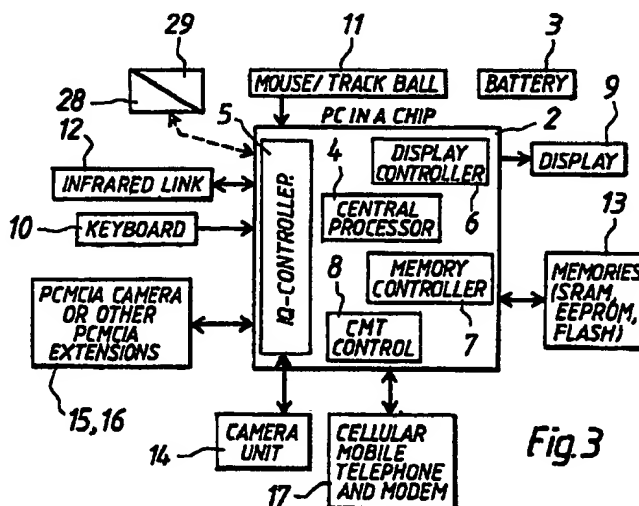 29
28
11
MOUSE/TRACK BALL
3
BATTERY
PC IN A CHIP
2
9
DISPLAY
5
IQ-CONTROLLER
DISPLAY
CONTROLLER
6
4
CENTRAL
PROCESSOR
12
INFRARED LINK
10
KEYBOARD
MEMORY
CONTROLLER
7
8
CMT
CONTROL
13
MEMORIES
(SRAM,
EEPROM,
FLASH)
PCMCIA CAMERA
OR OTHER
PCMCIA
EXTENSIONS
15,16
14
CAMERA
UNIT
17
CELLULAR
MOBILE
TELEPHONE
AND MODEM
Fig.3